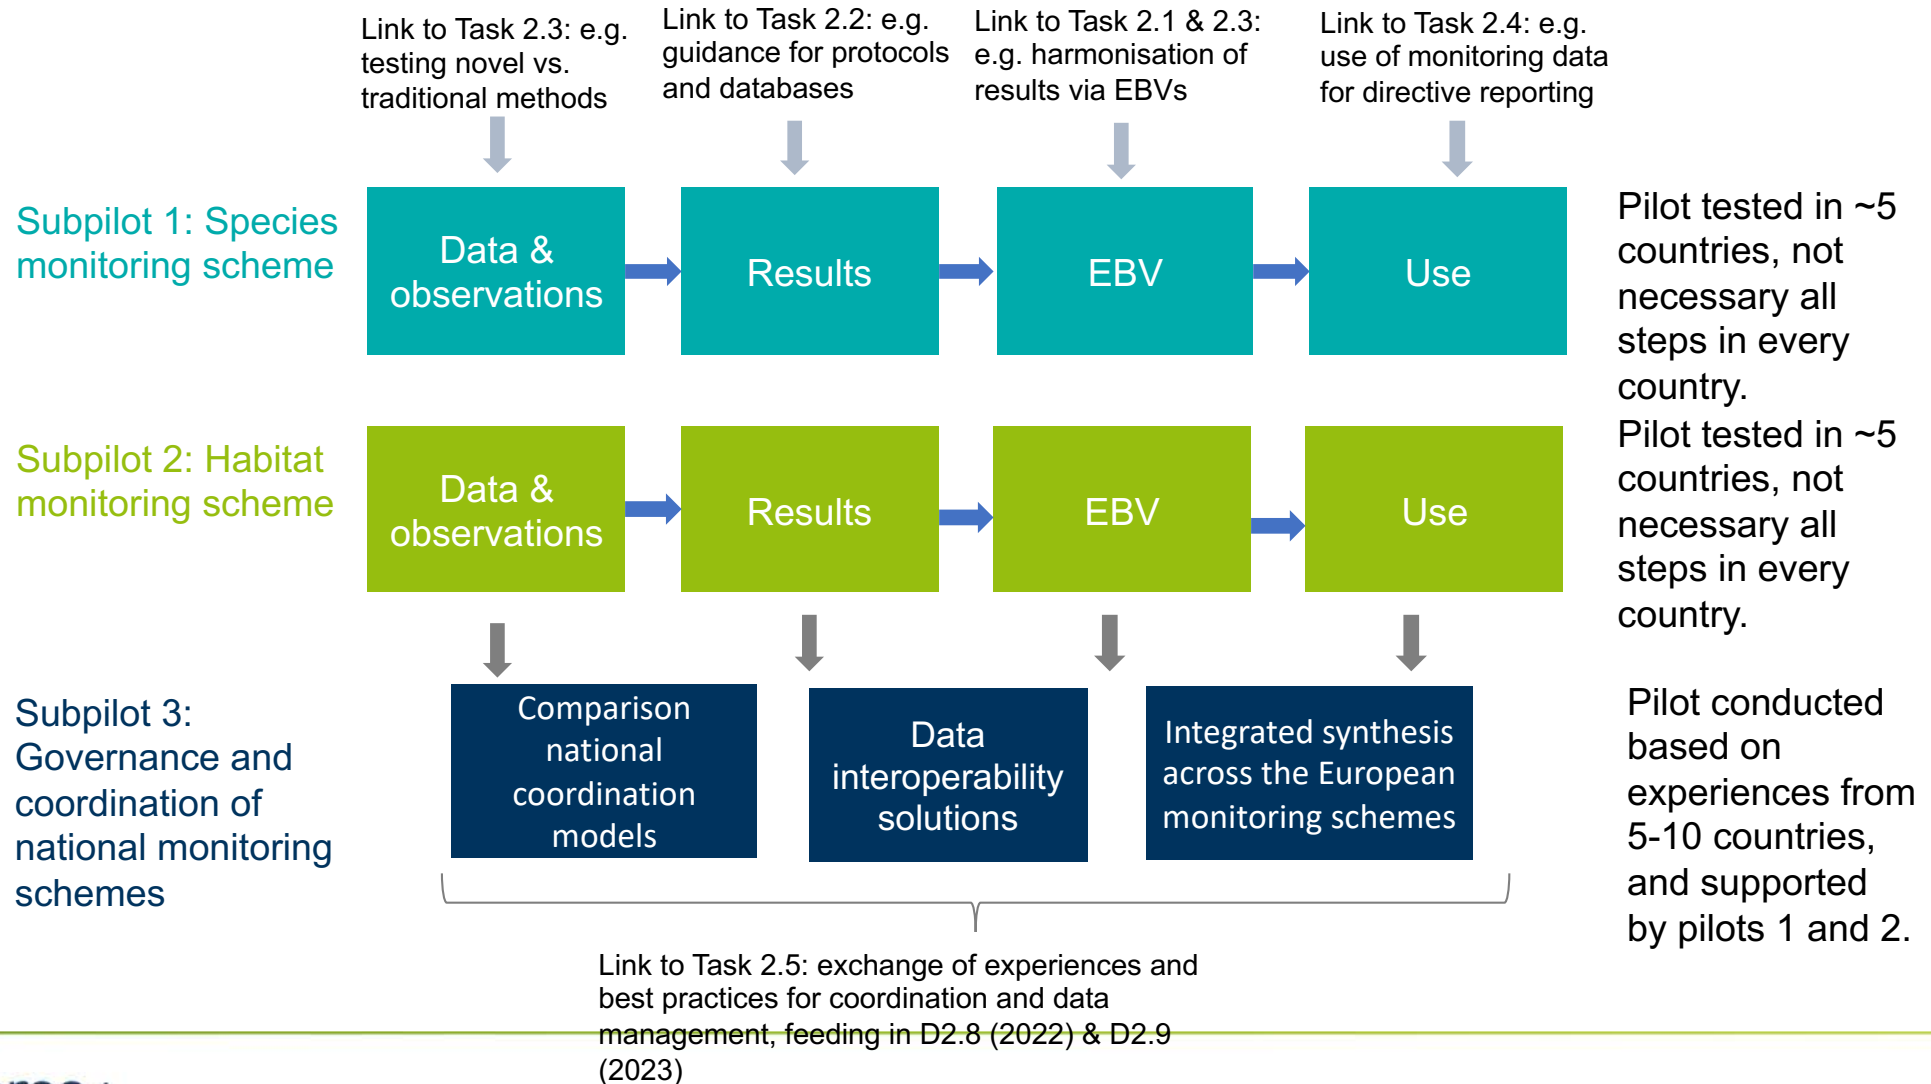 Link to Task 2.3: e.g.
testing novel vs.
traditional methods
Link to Task 2.2: e.g.
guidance for protocols
and databases
Link to Task 2.1 & 2.3:
e.g. harmonisation of
results via EBVs
Link to Task 2.4: e.g.
use of monitoring data
for directive reporting
Subpilot 1: Species
monitoring scheme
Data &
observations
Results
EBV
Use
Pilot tested in ~5
countries, not
necessary all
steps in every
country.
Subpilot 2: Habitat
monitoring scheme
Data &
observations
Results
EBV
Use
Pilot tested in ~5
countries, not
necessary all
steps in every
country.
Subpilot 3:
Governance and
coordination of
national monitoring
schemes
Comparison
national
coordination
models
Data
interoperability
solutions
Integrated synthesis
across the European
monitoring schemes
Pilot conducted
based on
experiences from
5-10 countries,
and supported
by pilots 1 and 2.
Link to Task 2.5: exchange of experiences and
best practices for coordination and data
management, feeding in D2.8 (2022) & D2.9
(2023)